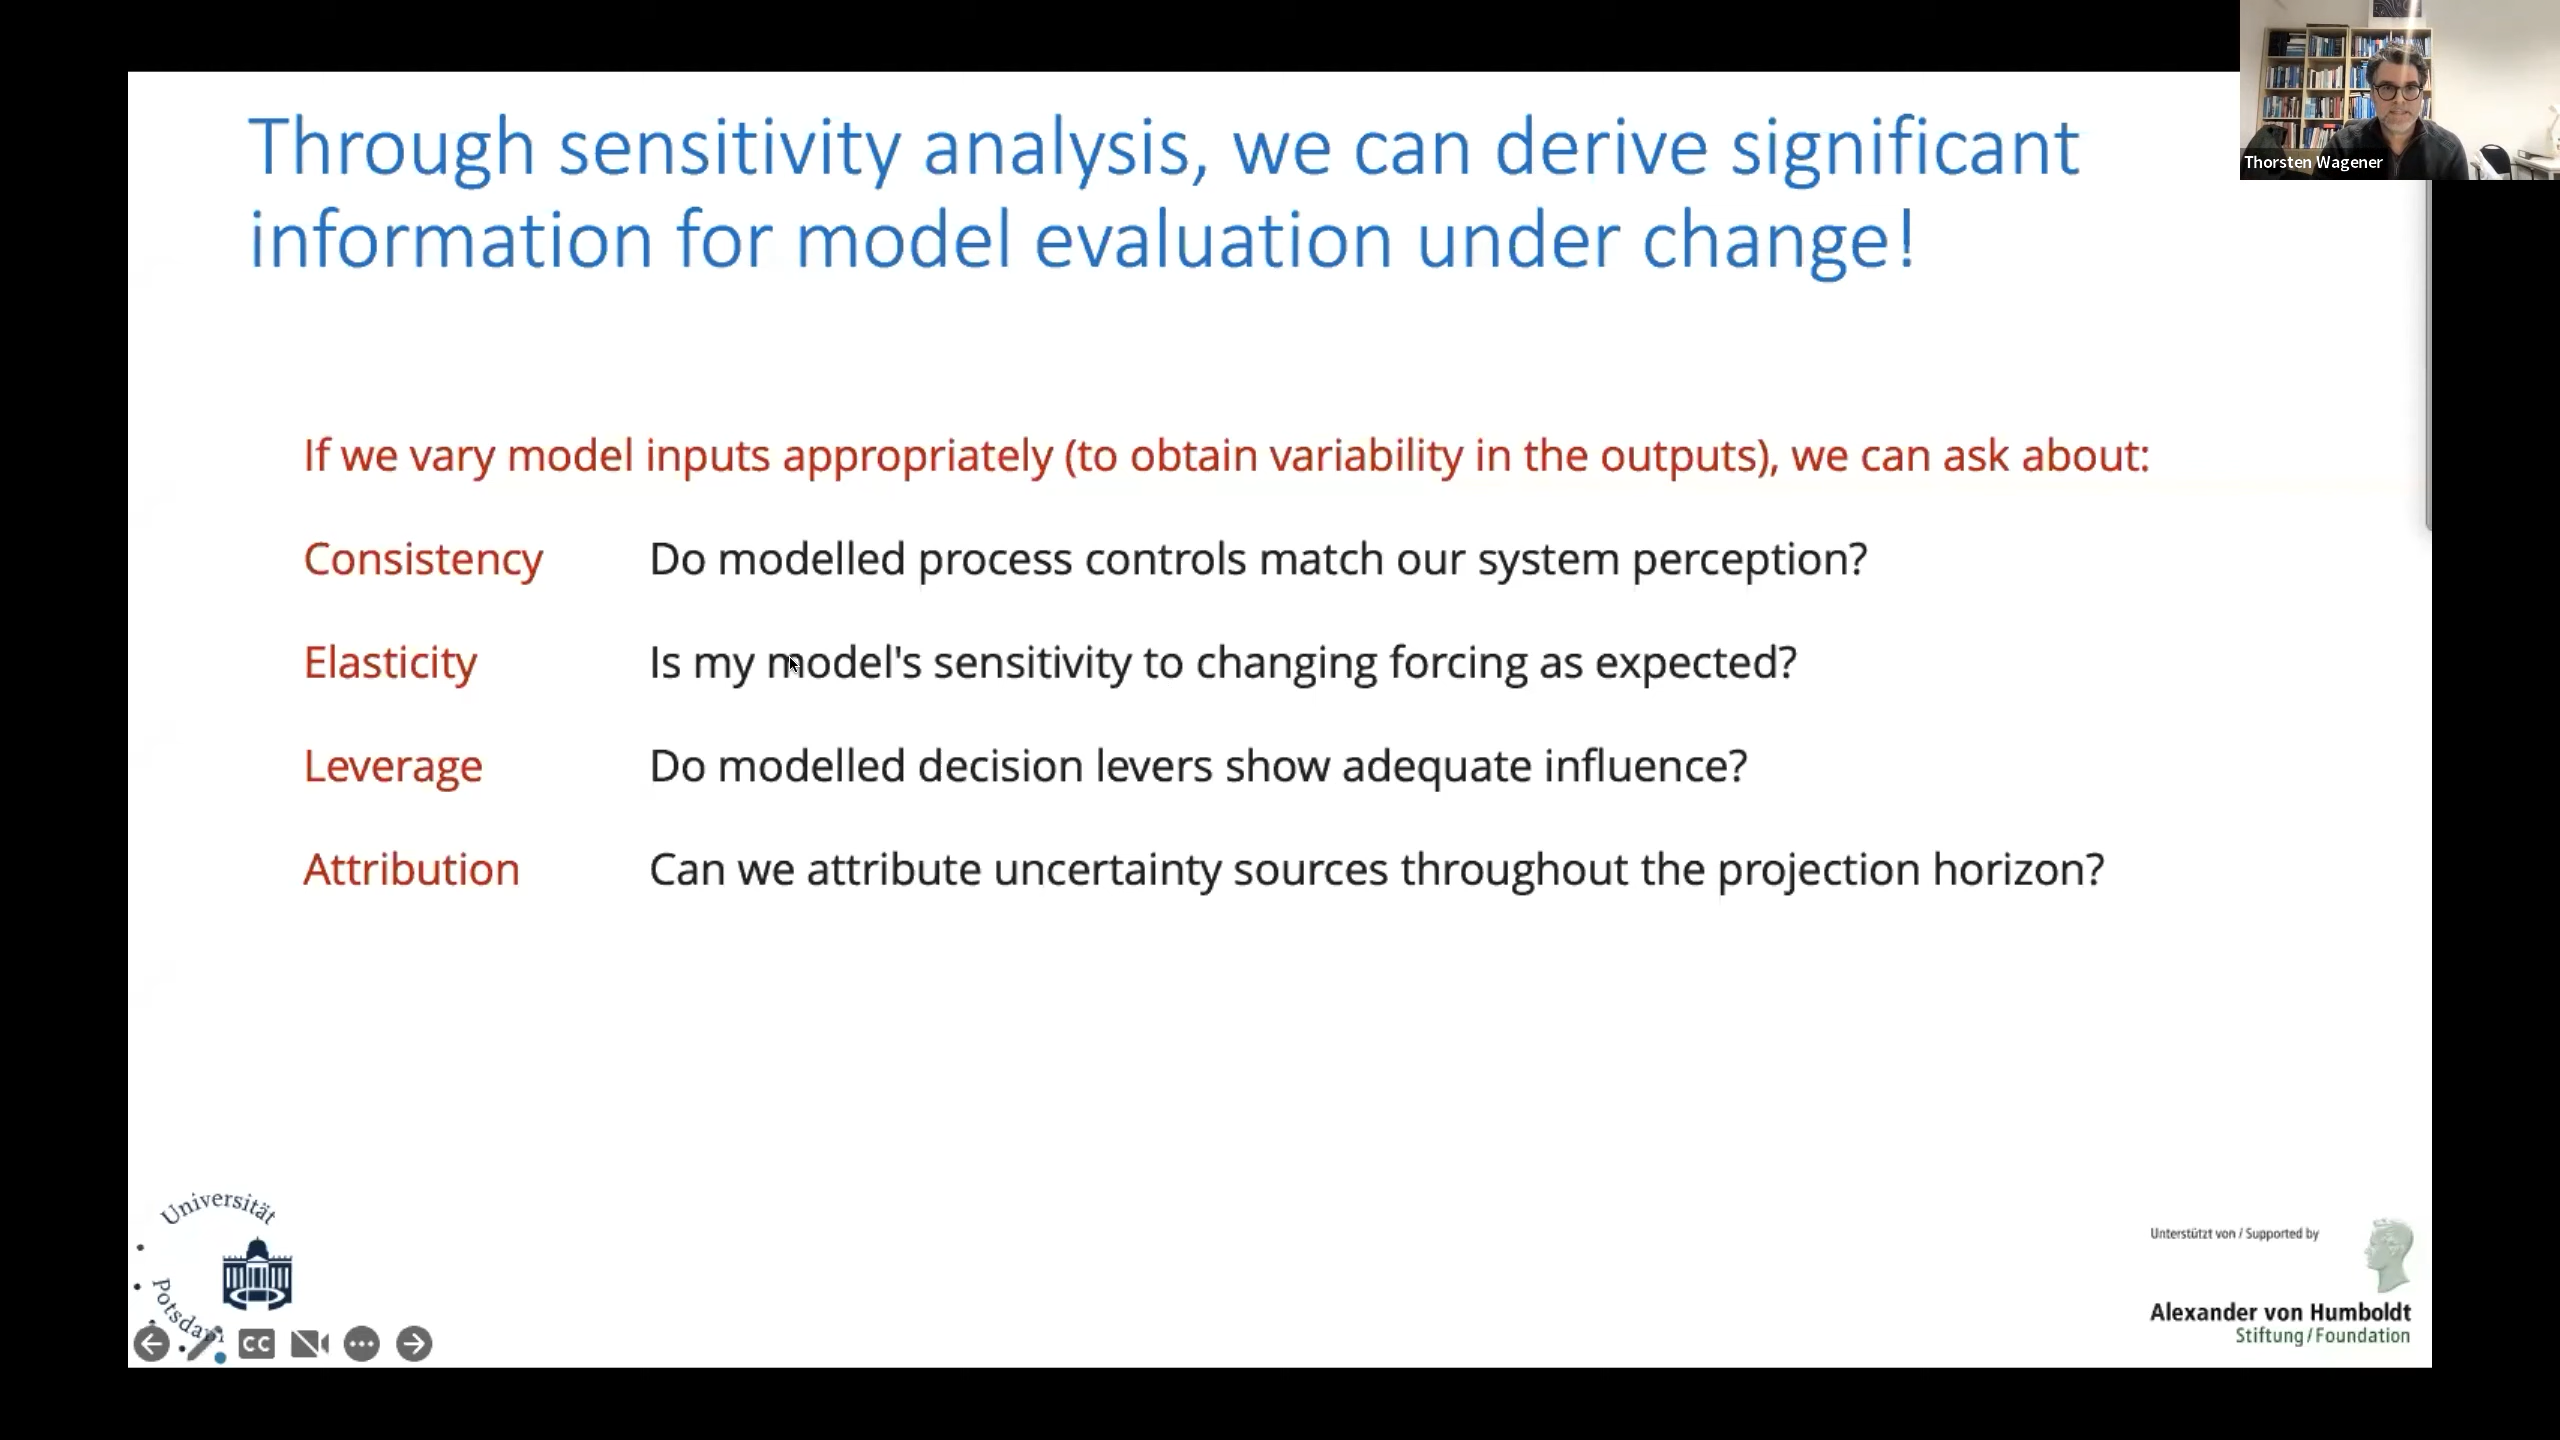 Through sensitivity analysis, we can derive significant
information for model evaluation under change!
Thorsten Wagener
If we vary model inputs appropriately (to obtain variability in the outputs), we can ask about:
Consistency Do modelled process controls match our system perception?
Elasticity Is my model's sensitivity to changing forcing as expected?
Leverage Do modelled decision levers show adequate influence?
Attribution Can we attribute uncertainty sources throughout the projection horizon?
Universität
Potsdam
CC
Unterstützt von / Supported by
Alexander von Humboldt
Stiftung/Foundation